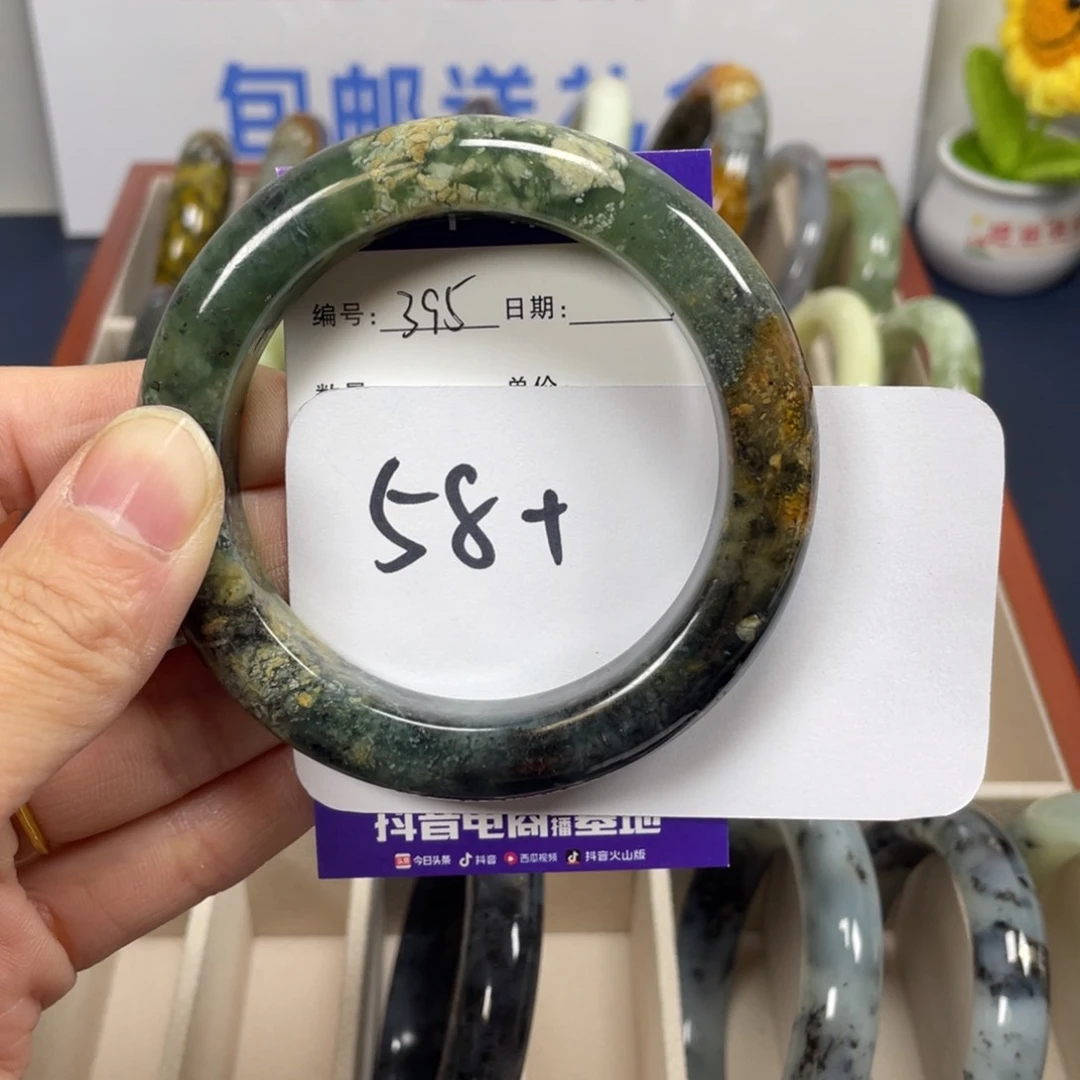 包邮送礼
编号: 395 日期:
58+
抖音电商直播基地
今日头条 抖音 西瓜视频 抖音火山版